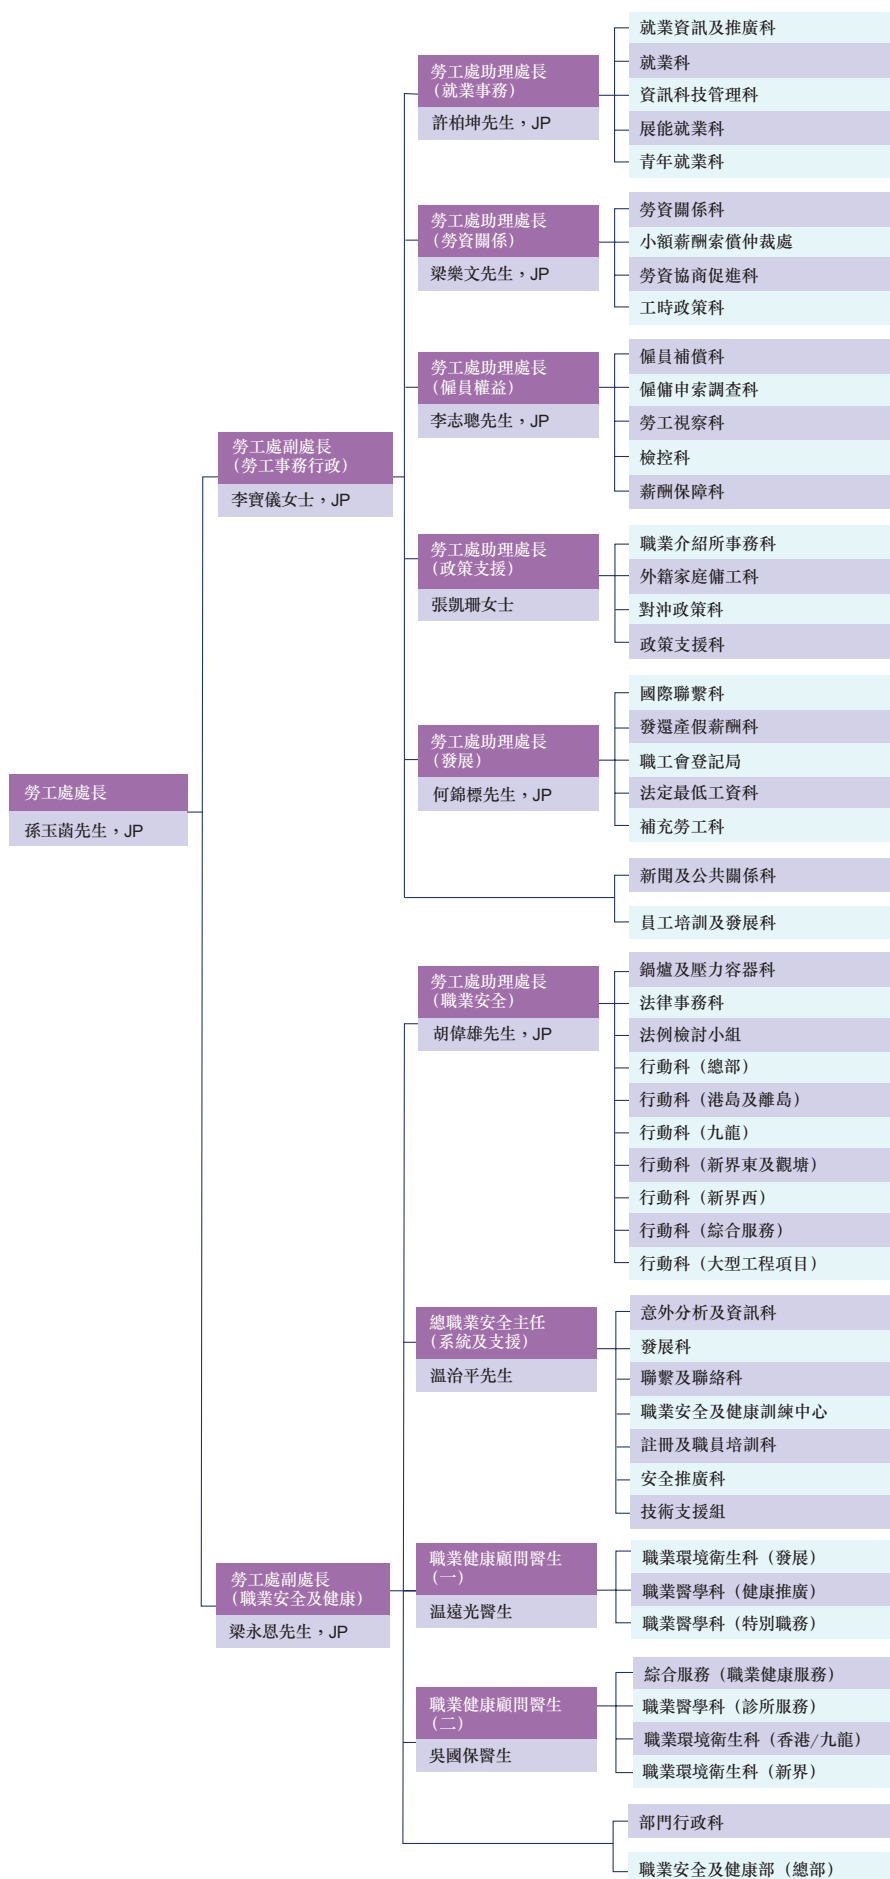 勞工處處長
孫玉菡先生，JP
勞工處副處長
（勞工事務行政）
李寶儀女士，JP
勞工處助理處長
（就業事務）
許柏坤先生，JP
就業資訊及推廣科
就業科
資訊科技管理科
展能就業科
青年就業科
勞工處助理處長
（勞資關係）
梁樂文先生，JP
勞資關係科
小額薪酬索償仲裁處
勞資協商促進科
工時政策科
勞工處助理處長
（僱員權益）
李志聰先生，JP
僱員補償科
僱傭申索調查科
勞工視察科
檢控科
薪酬保障科
勞工處助理處長
（政策支援）
張凱珊女士
職業介紹所事務科
外籍家庭傭工科
對沖政策科
政策支援科
勞工處助理處長
（發展）
何錦標先生，JP
國際聯繫科
發還產假薪酬科
職工會登記局
法定最低工資科
補充勞工科
新聞及公共關係科
員工培訓及發展科
勞工處副處長
（職業安全及健康）
梁永恩先生，JP
勞工處助理處長
（職業安全）
胡偉雄先生，JP
鍋爐及壓力容器科
法律事務科
法例檢討小組
行動科（總部）
行動科（港島及離島）
行動科（九龍）
行動科（新界東及觀塘）
行動科（新界西）
行動科（綜合服務）
行動科（大型工程項目）
總職業安全主任
（系統及支援）
溫治平先生
意外分析及資訊科
發展科
聯繫及聯絡科
職業安全及健康訓練中心
註冊及職員培訓科
安全推廣科
技術支援組
職業健康顧問醫生
（一）
温遠光醫生
職業環境衛生科（發展）
職業醫學科（健康推廣）
職業醫學科（特別職務）
職業健康顧問醫生
（二）
吳國保醫生
綜合服務（職業健康服務）
職業醫學科（診所服務）
職業環境衛生科（香港/九龍）
職業環境衛生科（新界）
部門行政科
職業安全及健康部（總部）